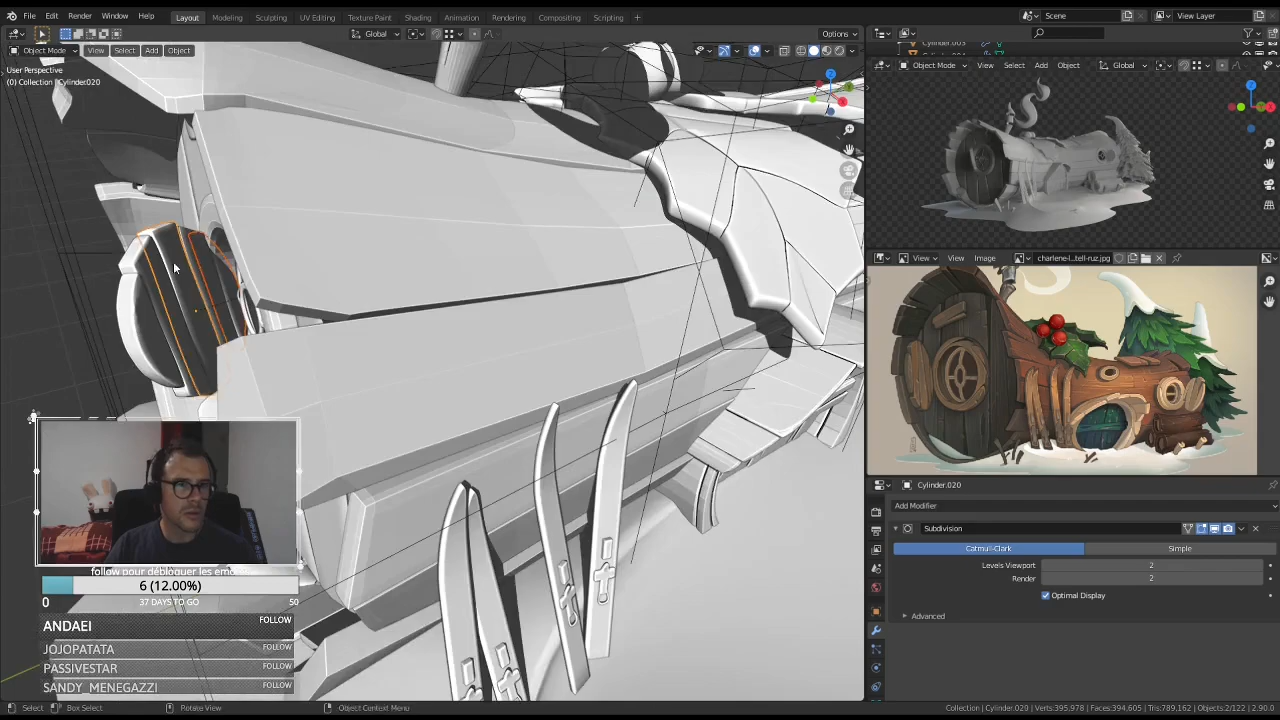 File Edit Render Window Help
Layout Modeling Sculpting UV Editing Texture Paint Shading Animation Rendering Compositing Scripting
Scene
View Layer
Global
Options
Object Mode View Select Add Object
User Perspective
(0) Collection | Cylinder.020
Cylinder.003
Object Mode View Select Add Object Global
View View Image charlene-l...tell-ruz.jpg
Cylinder.020
Add Modifier
Subdivision
Catmull-Clark Simple
Levels Viewport 2
Render 2
Optimal Display
Advanced
follow pour débloquer les
6 (12.00%)
0 37 DAYS TO GO 50
ANDAEI FOLLOW
JOJOPATATA FOLLOW
PASSIVESTAR FOLLOW
SANDY_MENEGAZZI FOLLOW
Select Box Select Rotate View Object Context Menu
Collection | Cylinder.020 | Verts:395,978 | Faces:394,605 | Tris:789,162 | Objects:2/122 | 2.90.0